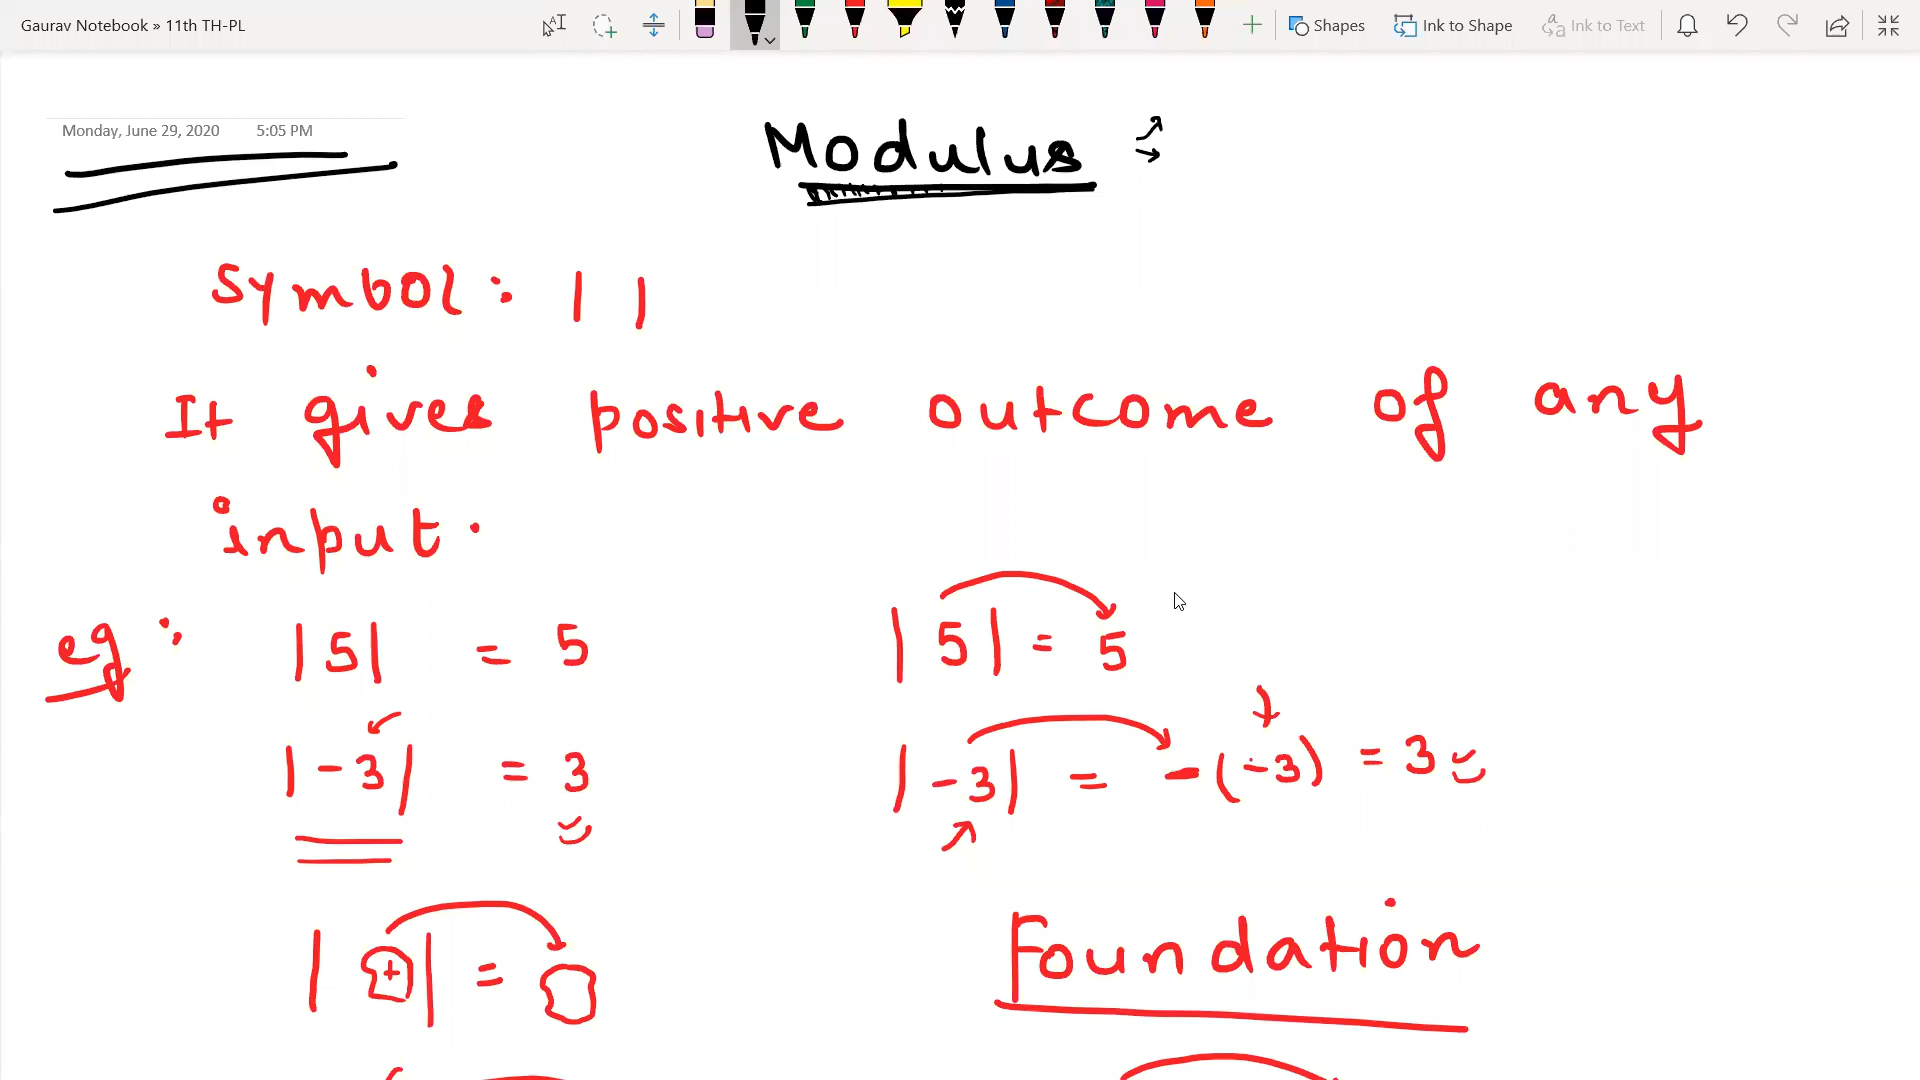 Gaurav Notebook » 11th TH-PL
Shapes
Ink to Shape
Ink to Text
Monday, June 29, 2020 5:05 PM
Modulus :→
Symbol : | |
It gives positive outcome of any
input.
eg : |5| = 5
|5| = 5
|-3| = 3
|-3| = -(-3) = 3
|+| =
Foundation